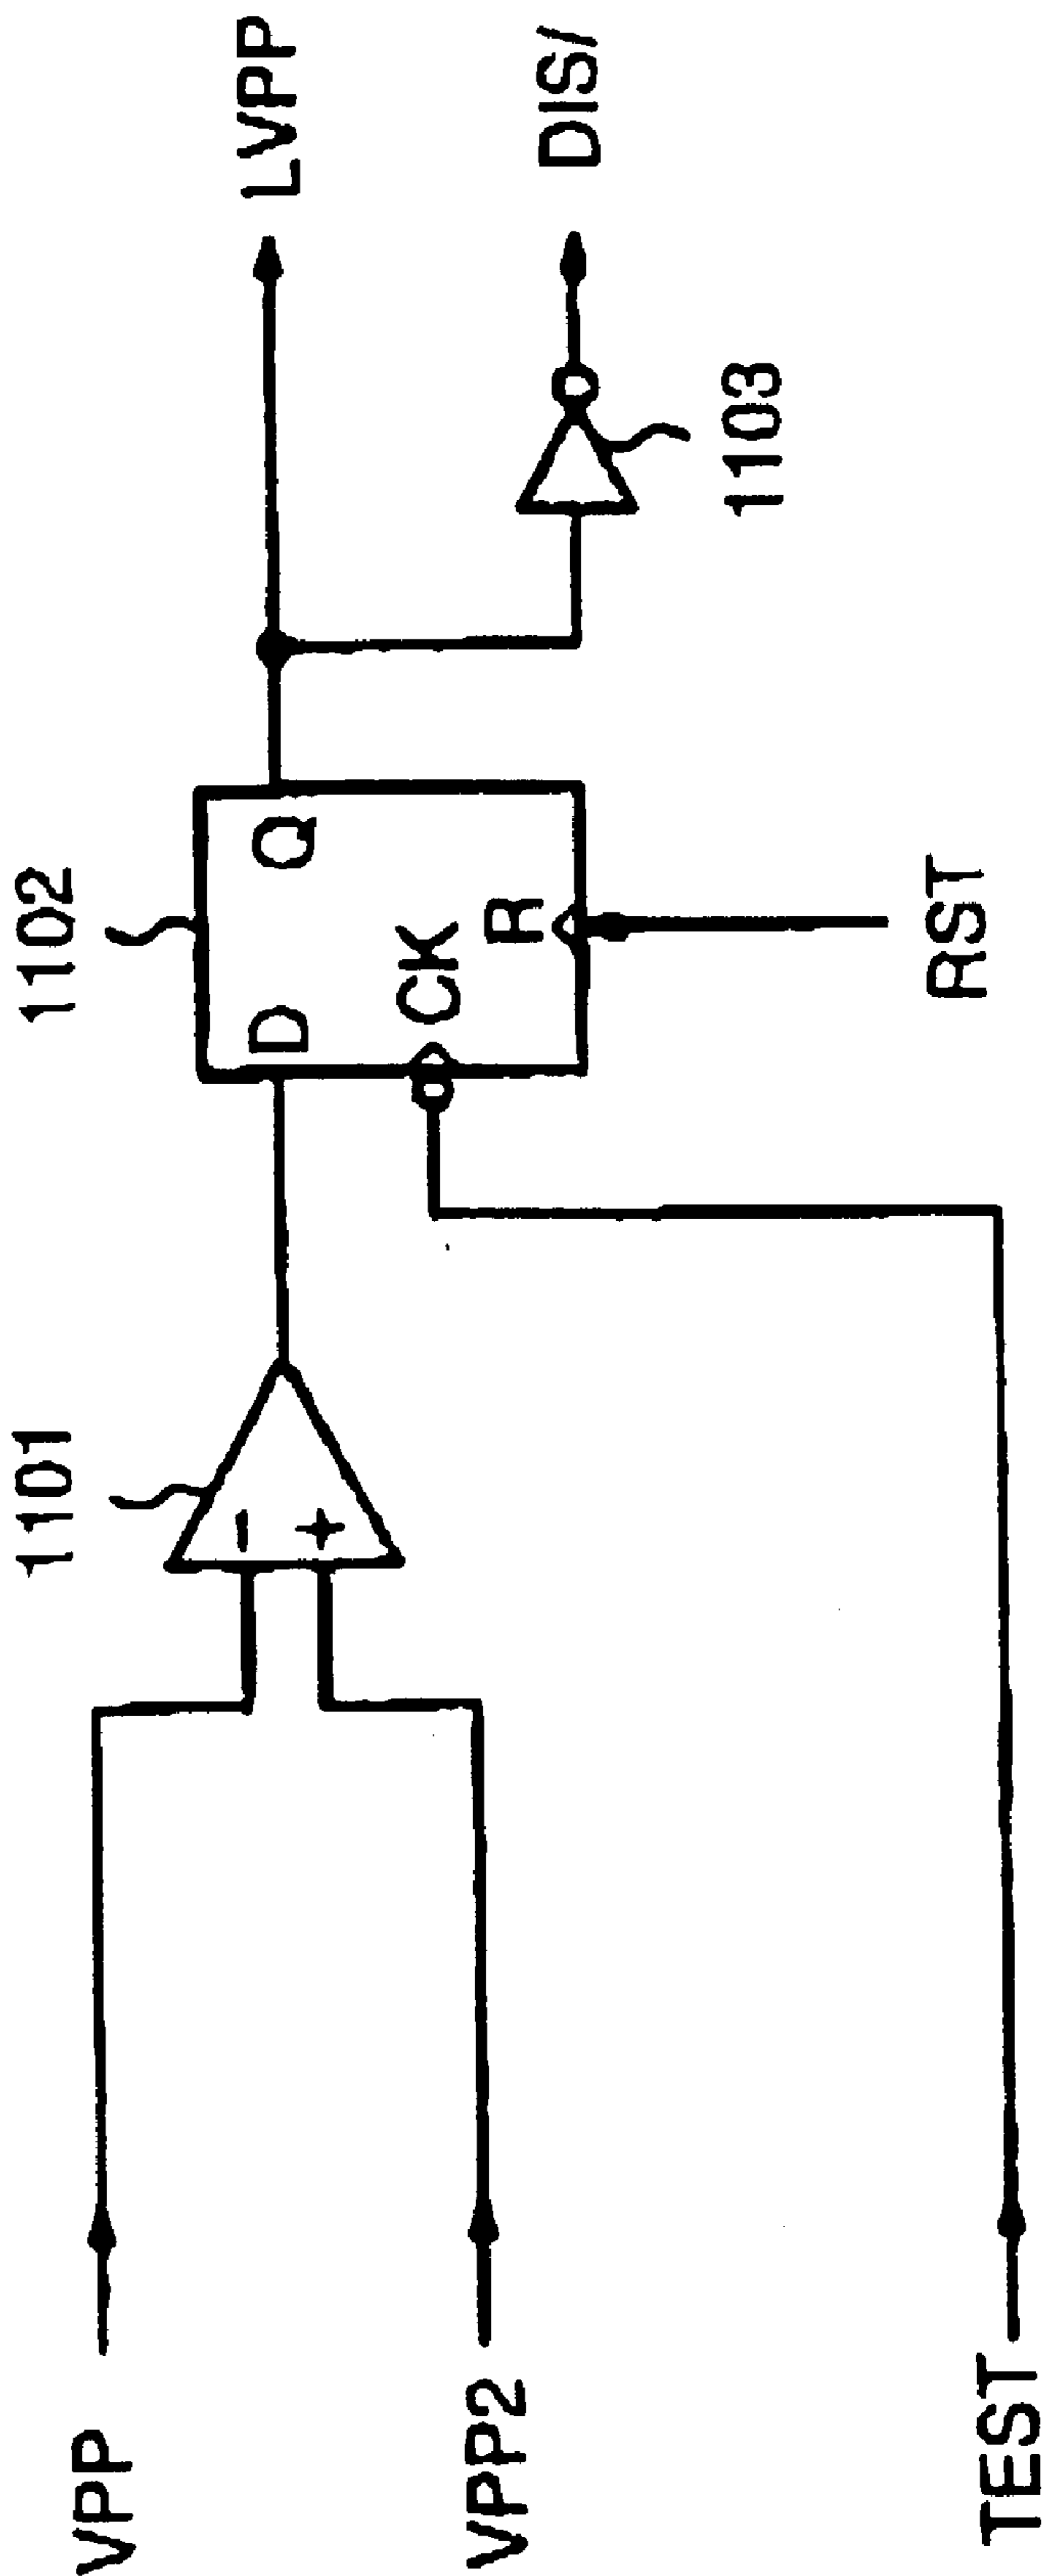 1101
1102
VPP
-
+
D
Q
LVPP
CK
VPP2
R
DIS/
1103
RST
TEST